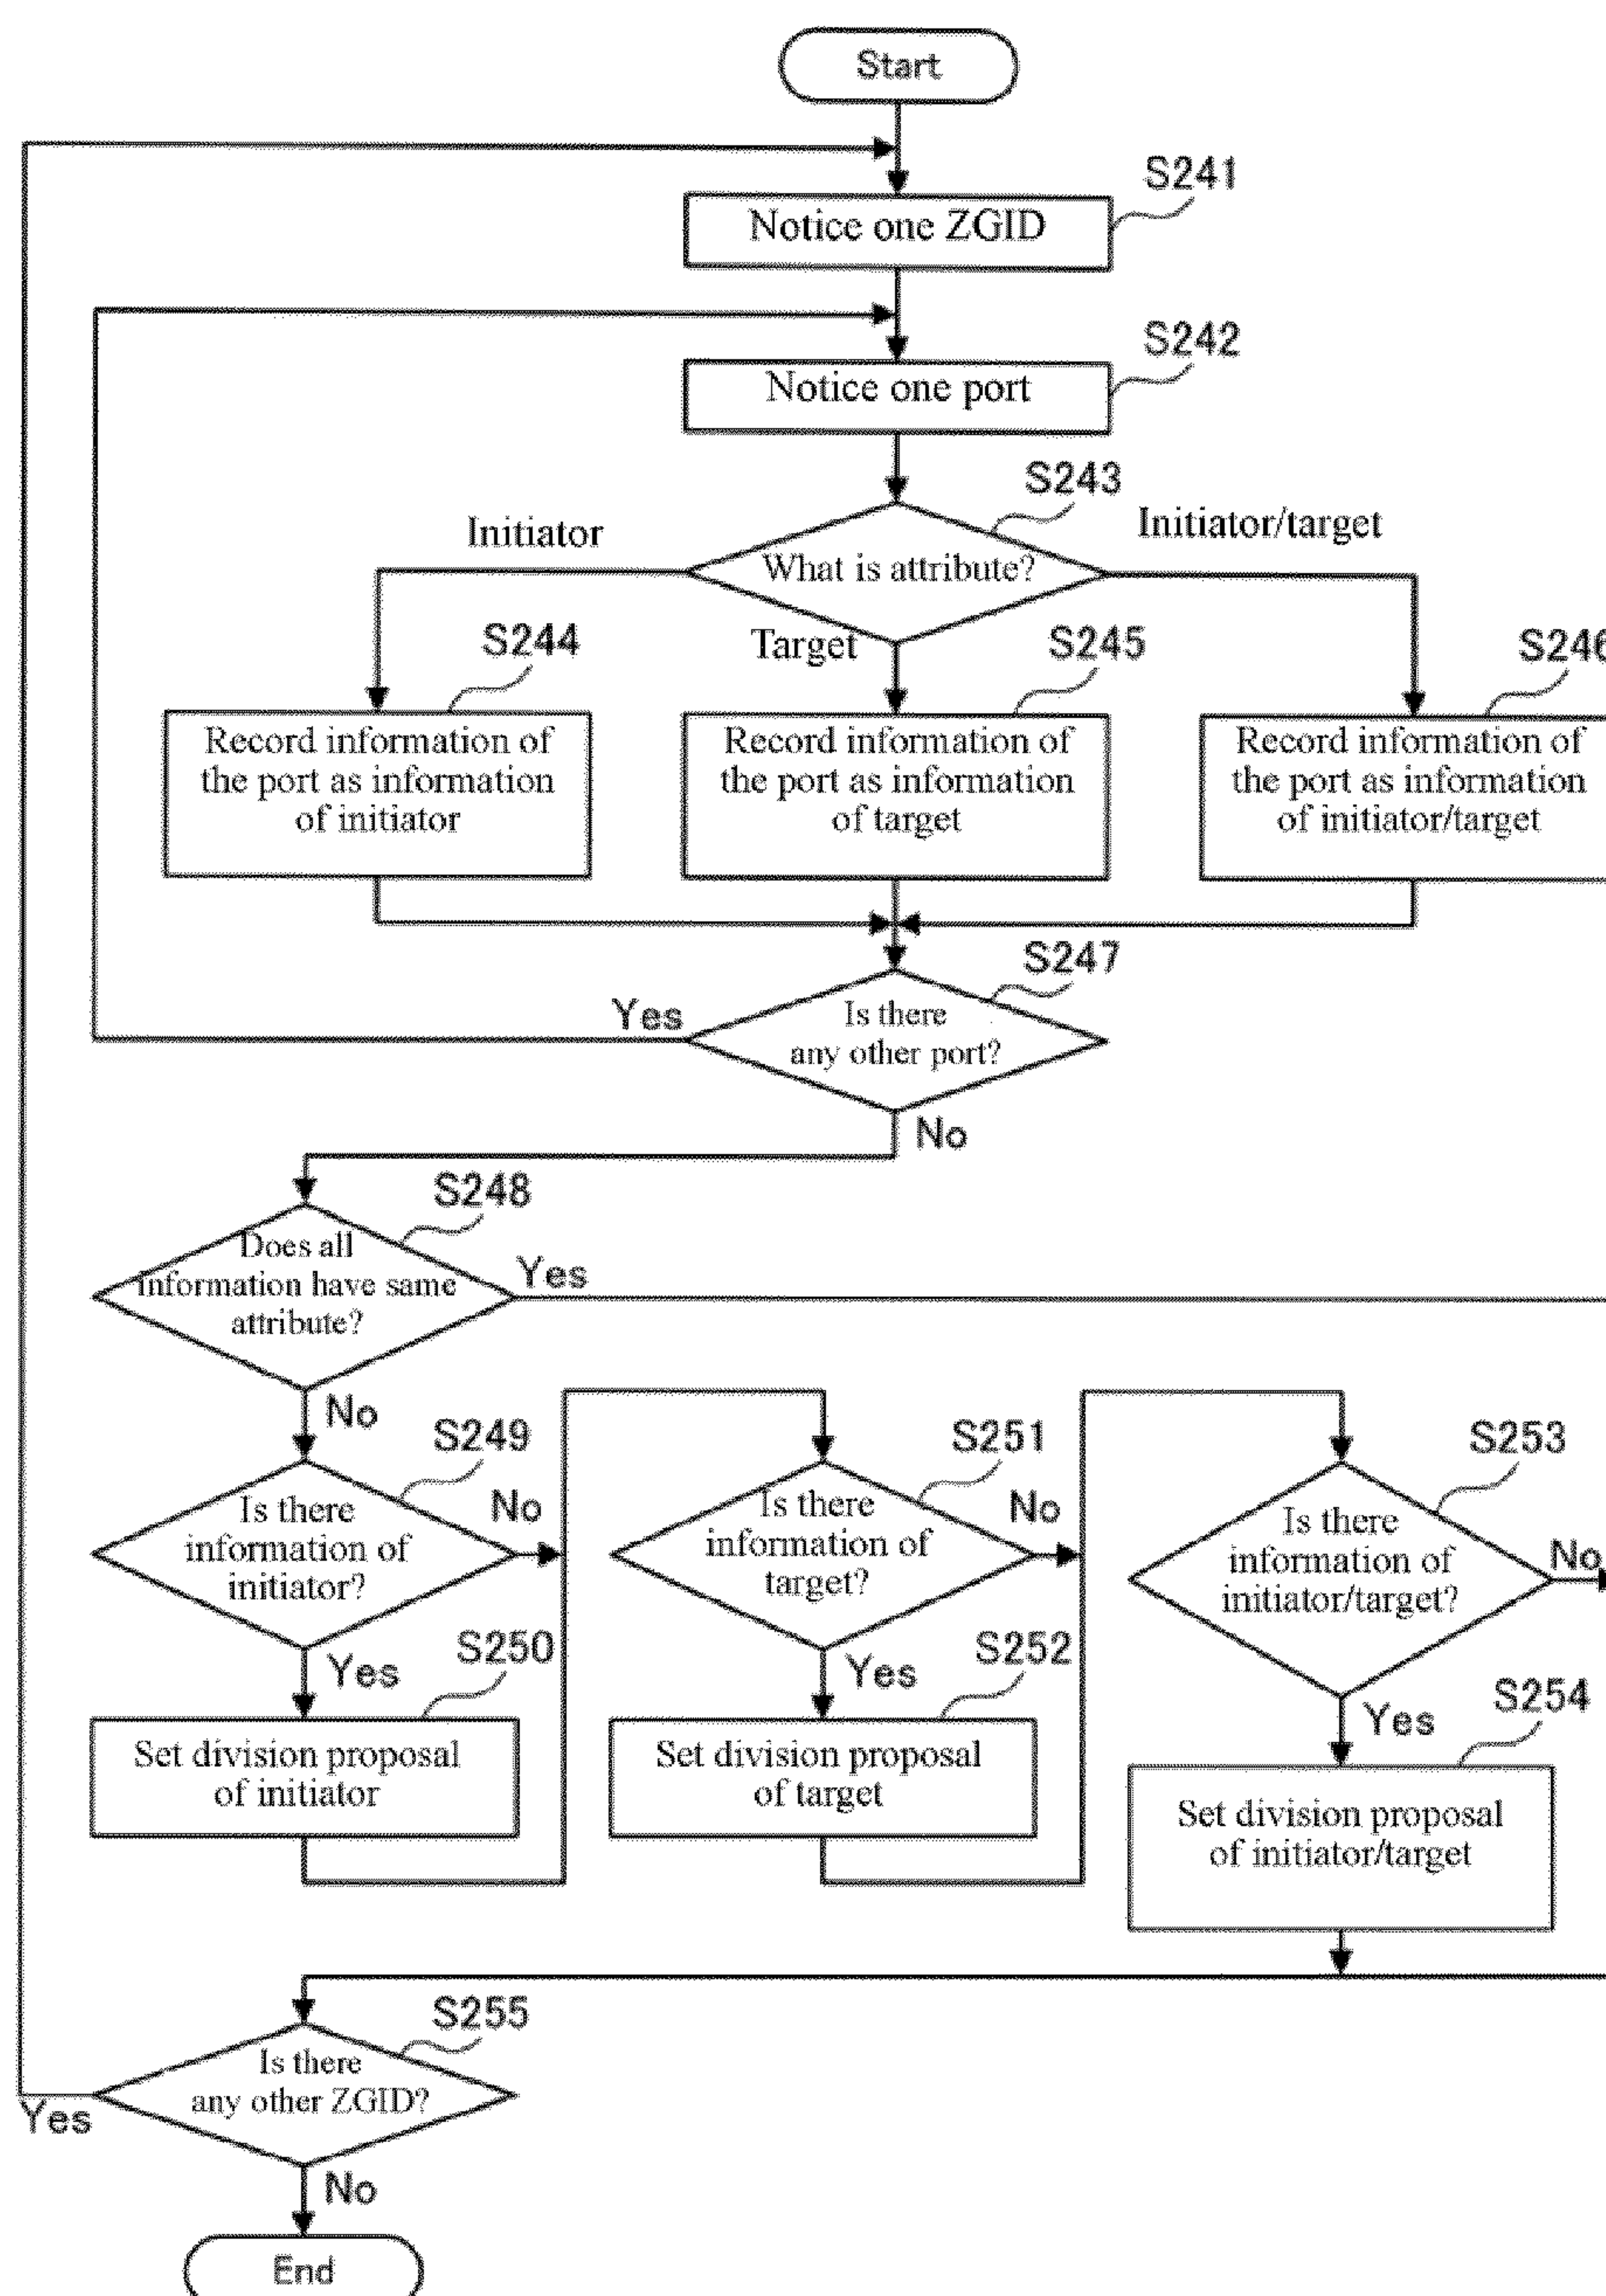 Start
S241
Notice one ZGID
S242
Notice one port
S243
Initiator
Initiator/target
What is attribute?
Target
S244
S245
S246
Record information of
the port as information
of initiator
Record information of
the port as information
of target
Record information of
the port as information
of initiator/target
S247
Yes
Is there
any other port?
No
S248
Does all
information have same
attribute?
Yes
No
S249
S251
S253
Is there
information of
initiator?
No
Is there
information of
target?
No
Is there
information of
initiator/target?
No
S250
Yes
S252
Yes
S254
Yes
Set division proposal
of initiator
Set division proposal
of target
Set division proposal
of initiator/target
S255
Is there
any other ZGID?
Yes
No
End